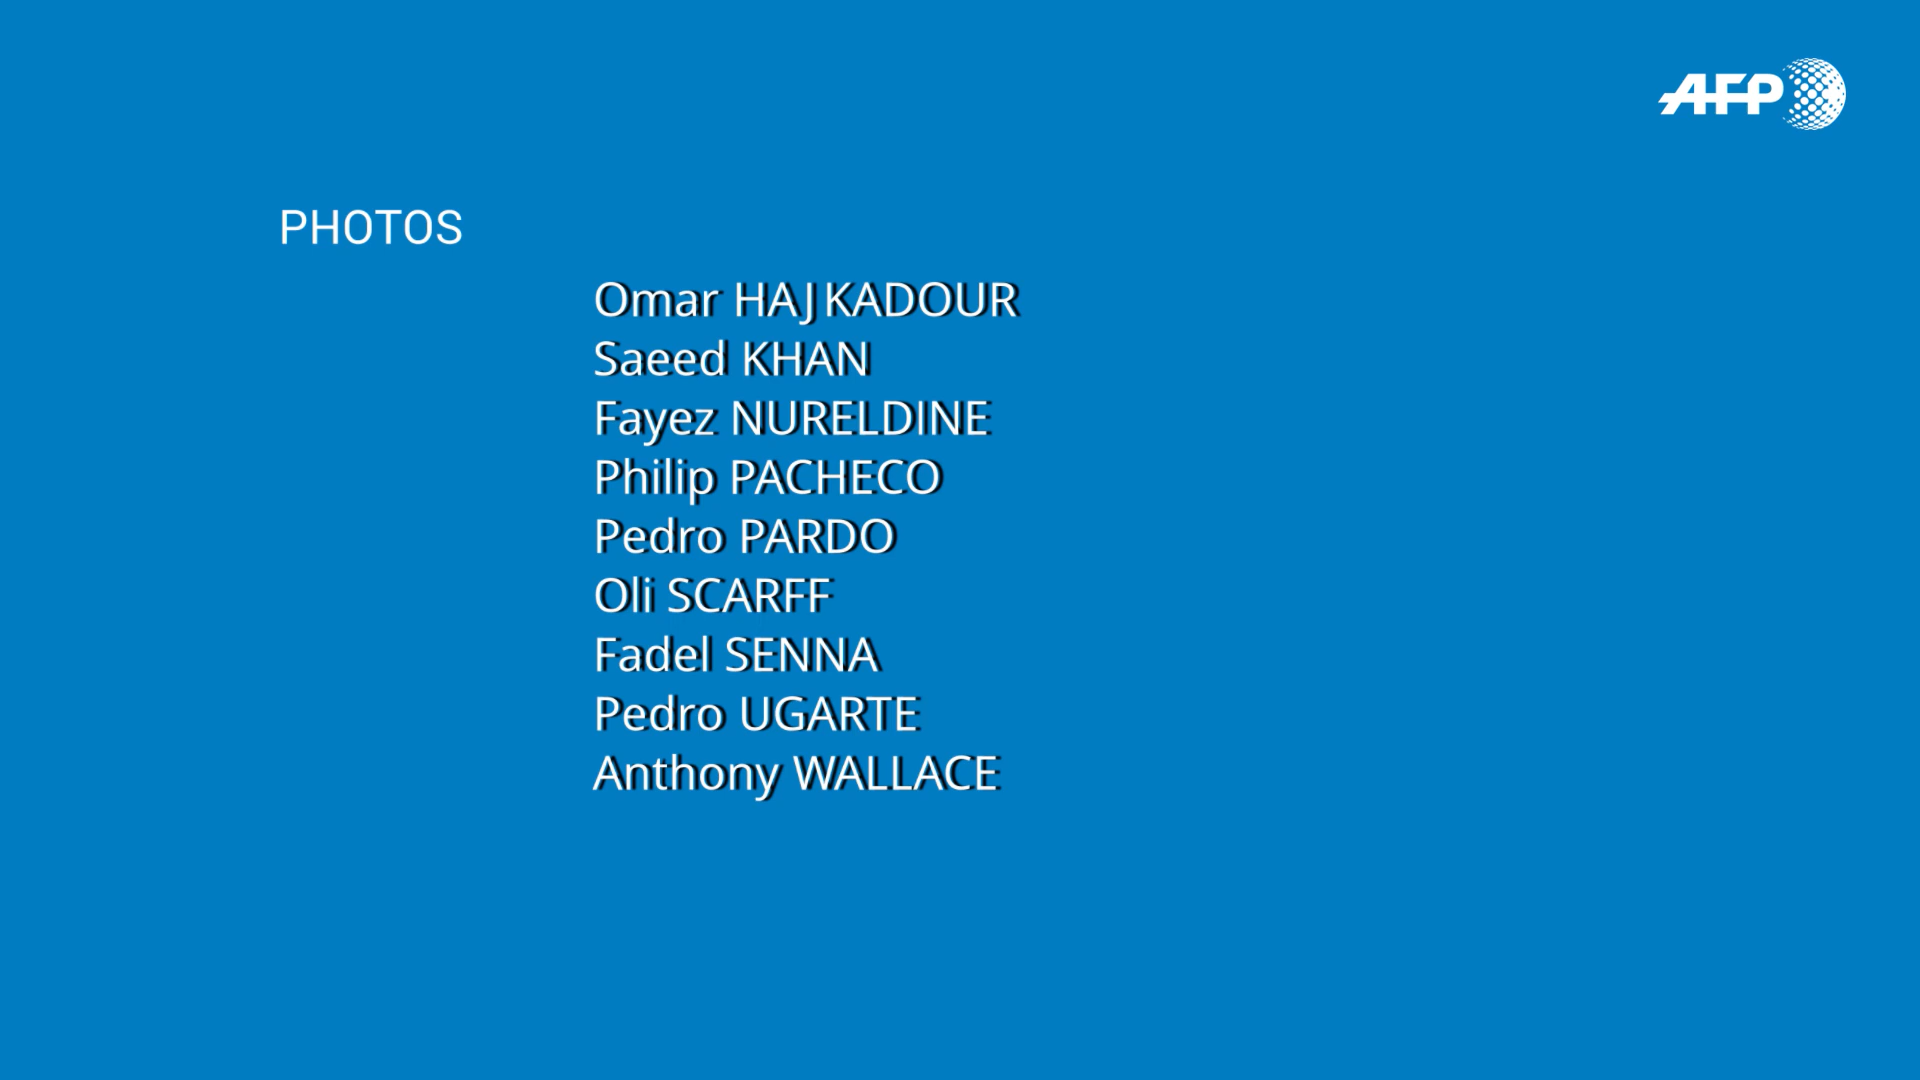 AFP
PHOTOS
Omar HAJ KADOUR
Saeed KHAN
Fayez NURELDINE
Philip PACHECO
Pedro PARDO
Oli SCARFF
Fadel SENNA
Pedro UGARTE
Anthony WALLACE